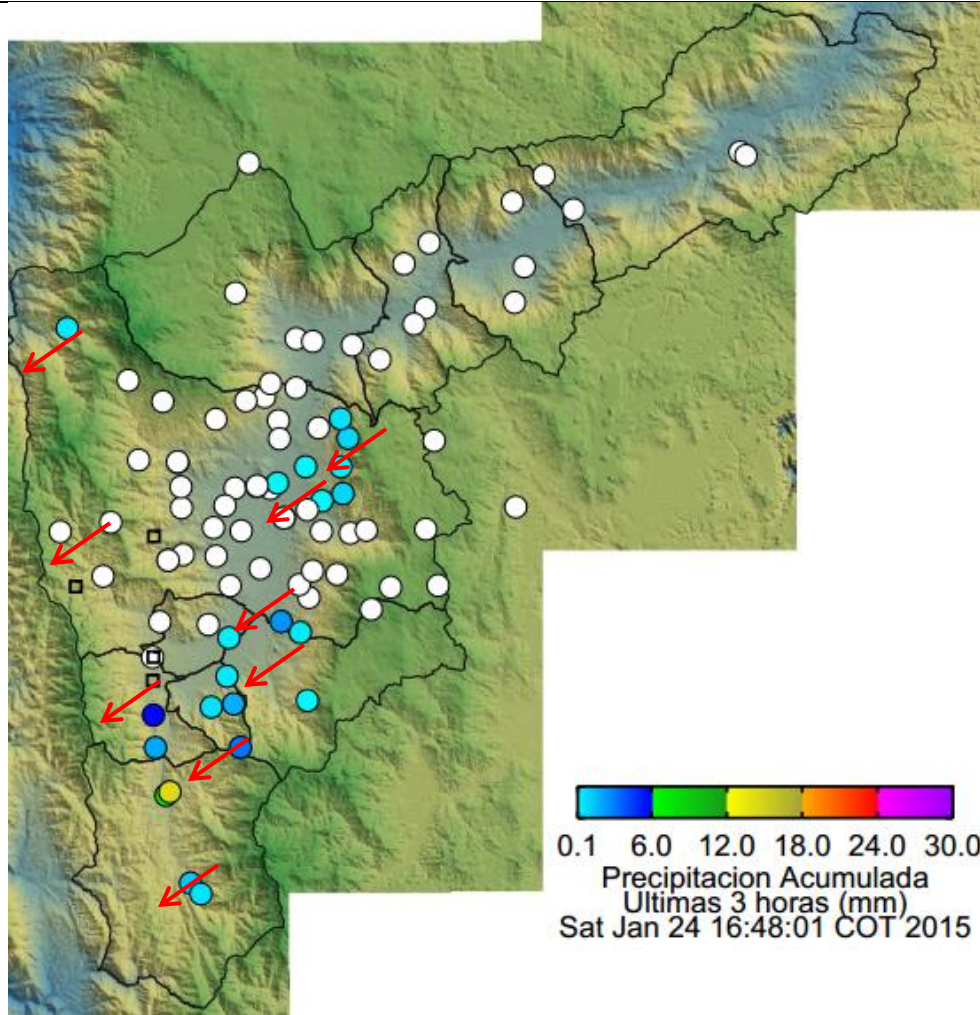 0.1 6.0 12.0 18.0 24.0 30.0
Precipitacion Acumulada
Ultimas 3 horas (mm)
Sat Jan 24 16:48:01 COT 2015